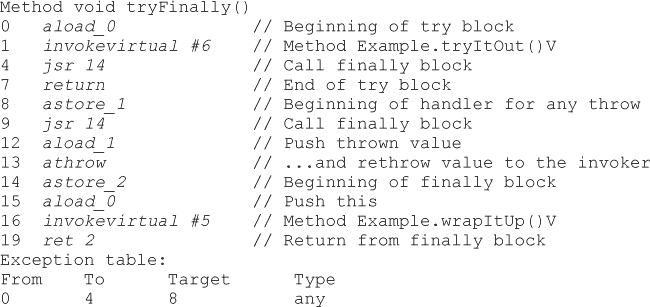 Method void tryFinally()
0 aload_0 // Beginning of try block
1 invokevirtual #6 // Method Example.tryItOut()V
4 jsr 14 // Call finally block
7 return // End of try block
8 astore_1 // Beginning of handler for any throw
9 jsr 14 // Call finally block
12 aload_1 // Push thrown value
13 athrow // ...and rethrow value to the invoker
14 astore_2 // Beginning of finally block
15 aload_0 // Push this
16 invokevirtual #5 // Method Example.wrapItUp()V
19 ret 2 // Return from finally block
Exception table:
From To Target Type
0 4 8 any